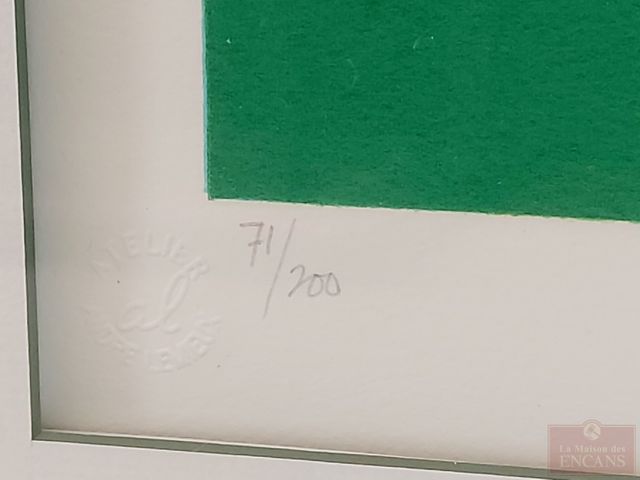 71/200
ATELIER
al
La Maison des
ENCANS